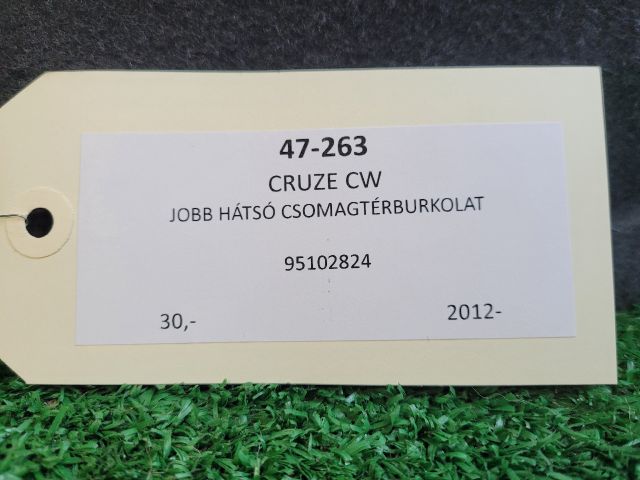 47-263
CRUZE CW
JOBB HÁTSÓ CSOMAGTÉRBURKOLAT
95102824
30,- 2012-